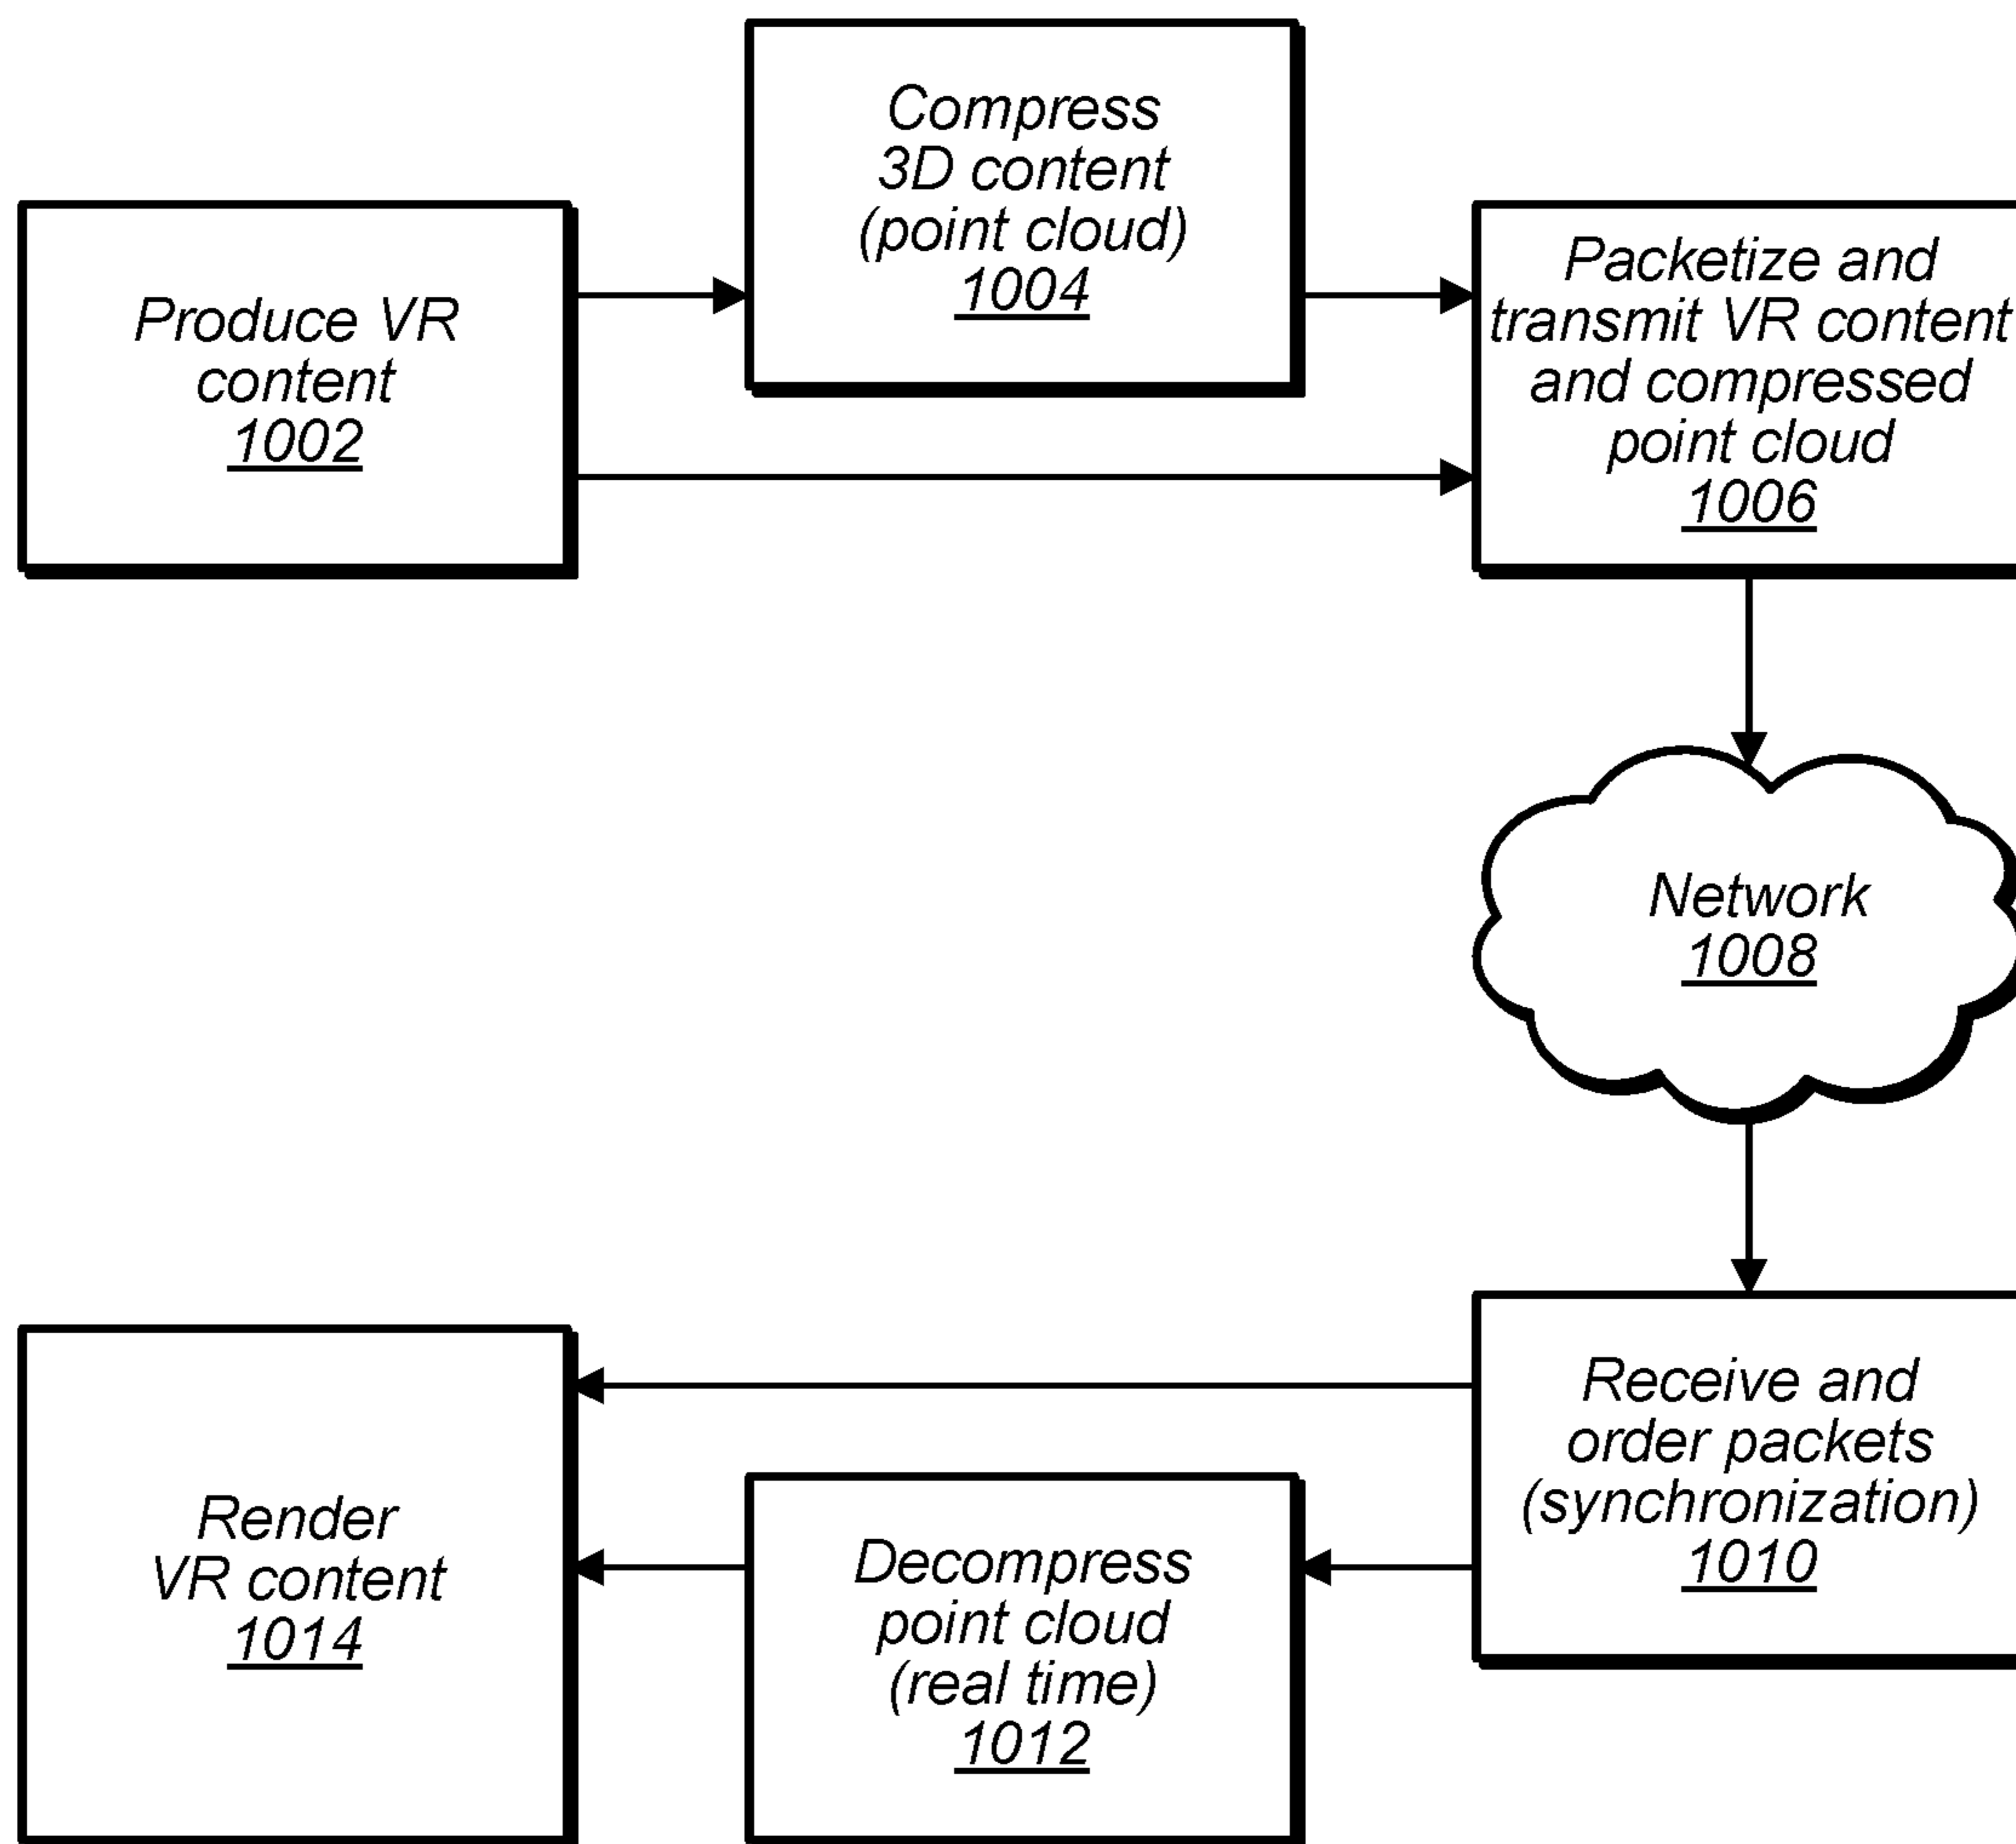 Compress
3D content
(point cloud)
1004
Produce VR
content
1002
Packetize and
transmit VR content
and compressed
point cloud
1006
Network
1008
Receive and
order packets
(synchronization)
1010
Decompress
point cloud
(real time)
1012
Render
VR content
1014